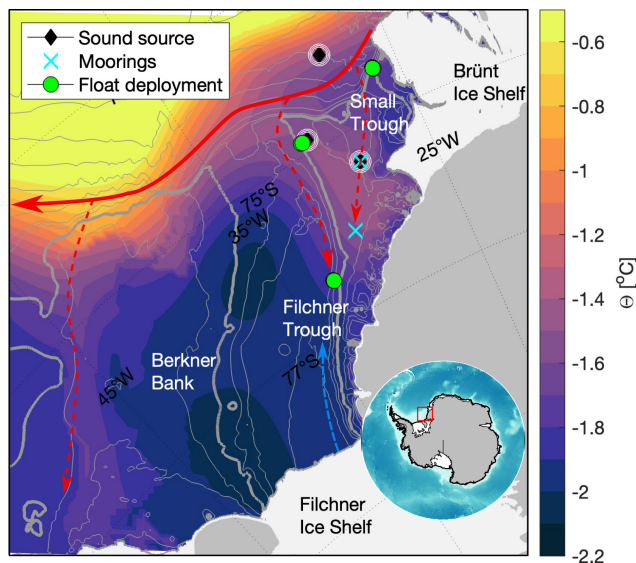 Sound source
Moorings
Float deployment
Brünt
Ice Shelf
Small
Trough
25°W
75°S
35°W
Filchner
Trough
Berkner
Bank
77°S
45°W
Filchner
Ice Shelf
-0.6
-0.8
-1
-1.2
-1.4
-1.6
-1.8
-2
-2.2
Θ [°C]